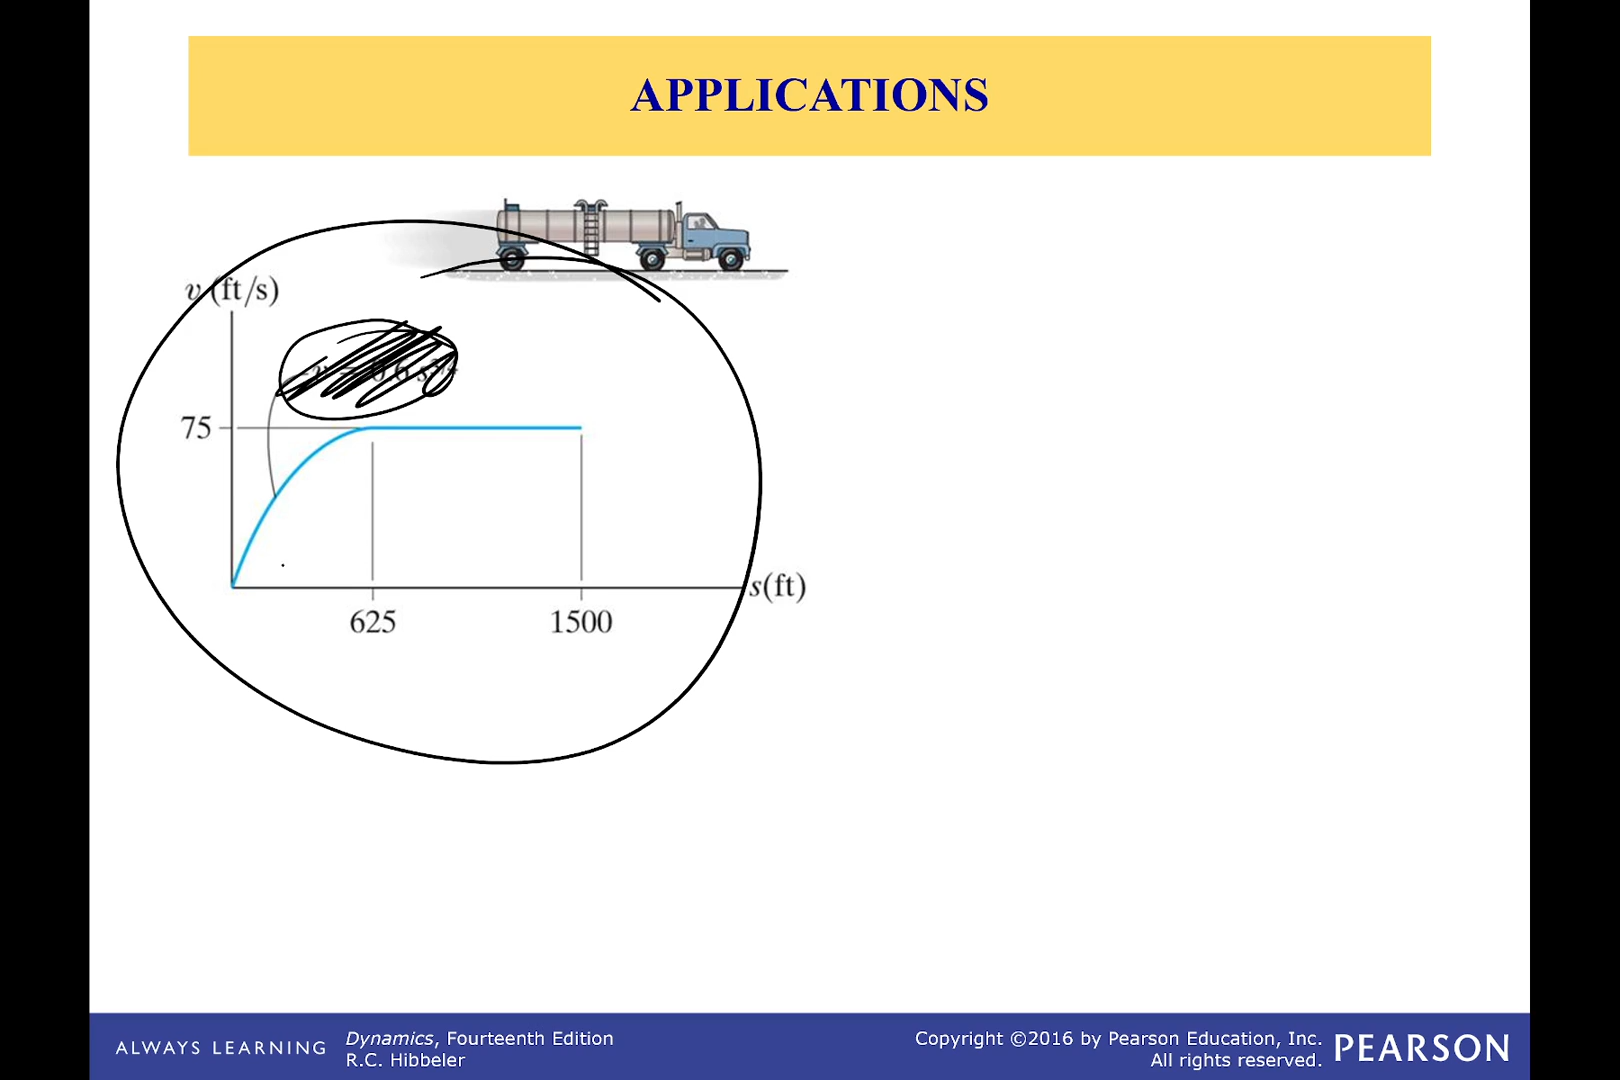 APPLICATIONS
v (ft/s)
75
625
1500
s(ft)
ALWAYS LEARNING
Dynamics, Fourteenth Edition
R.C. Hibbeler
Copyright ©2016 by Pearson Education, Inc.
All rights reserved.
PEARSON